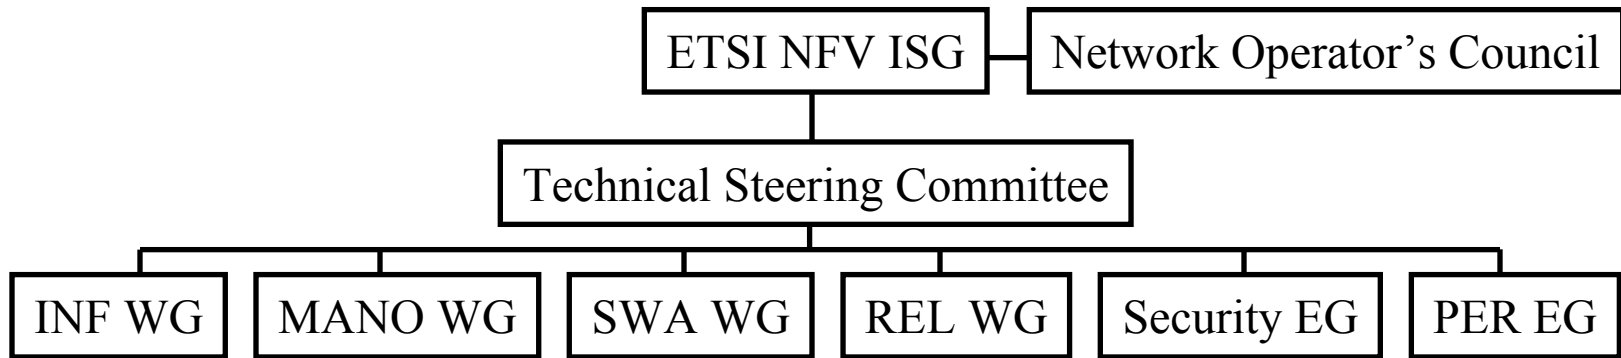 ETSI NFV ISG
Network Operator’s Council
Technical Steering Committee
INF WG
MANO WG
SWA WG
REL WG
Security EG
PER EG